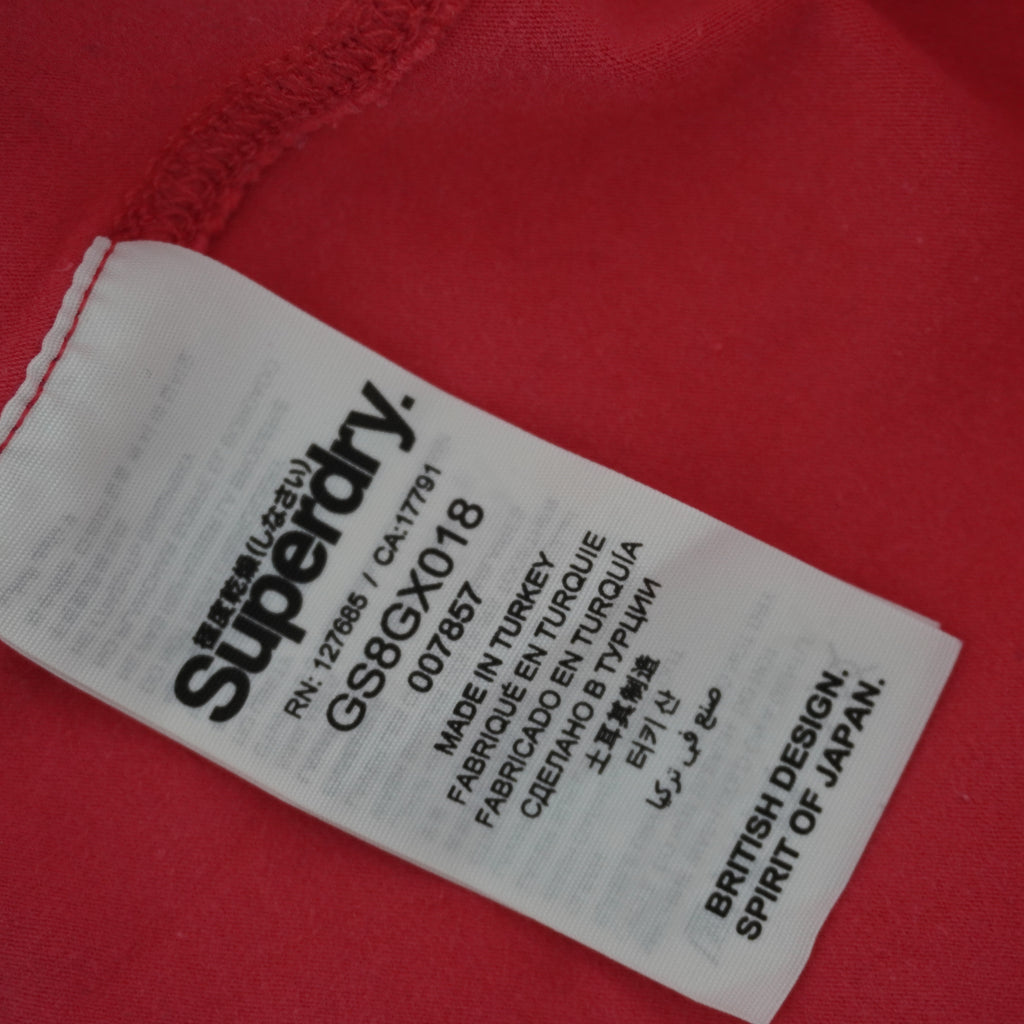 極度乾燥(しなさい)
Superdry.
RN: 127685 / CA:17791
GS8GX018
007857
MADE IN TURKEY
FABRIQUÉ EN TURQUIE
FABRICADO EN TURQUÍA
СДЕЛАНО В ТУРЦИИ
土耳其制造
터키 산
صنع في تركيا
BRITISH DESIGN.
SPIRIT OF JAPAN.